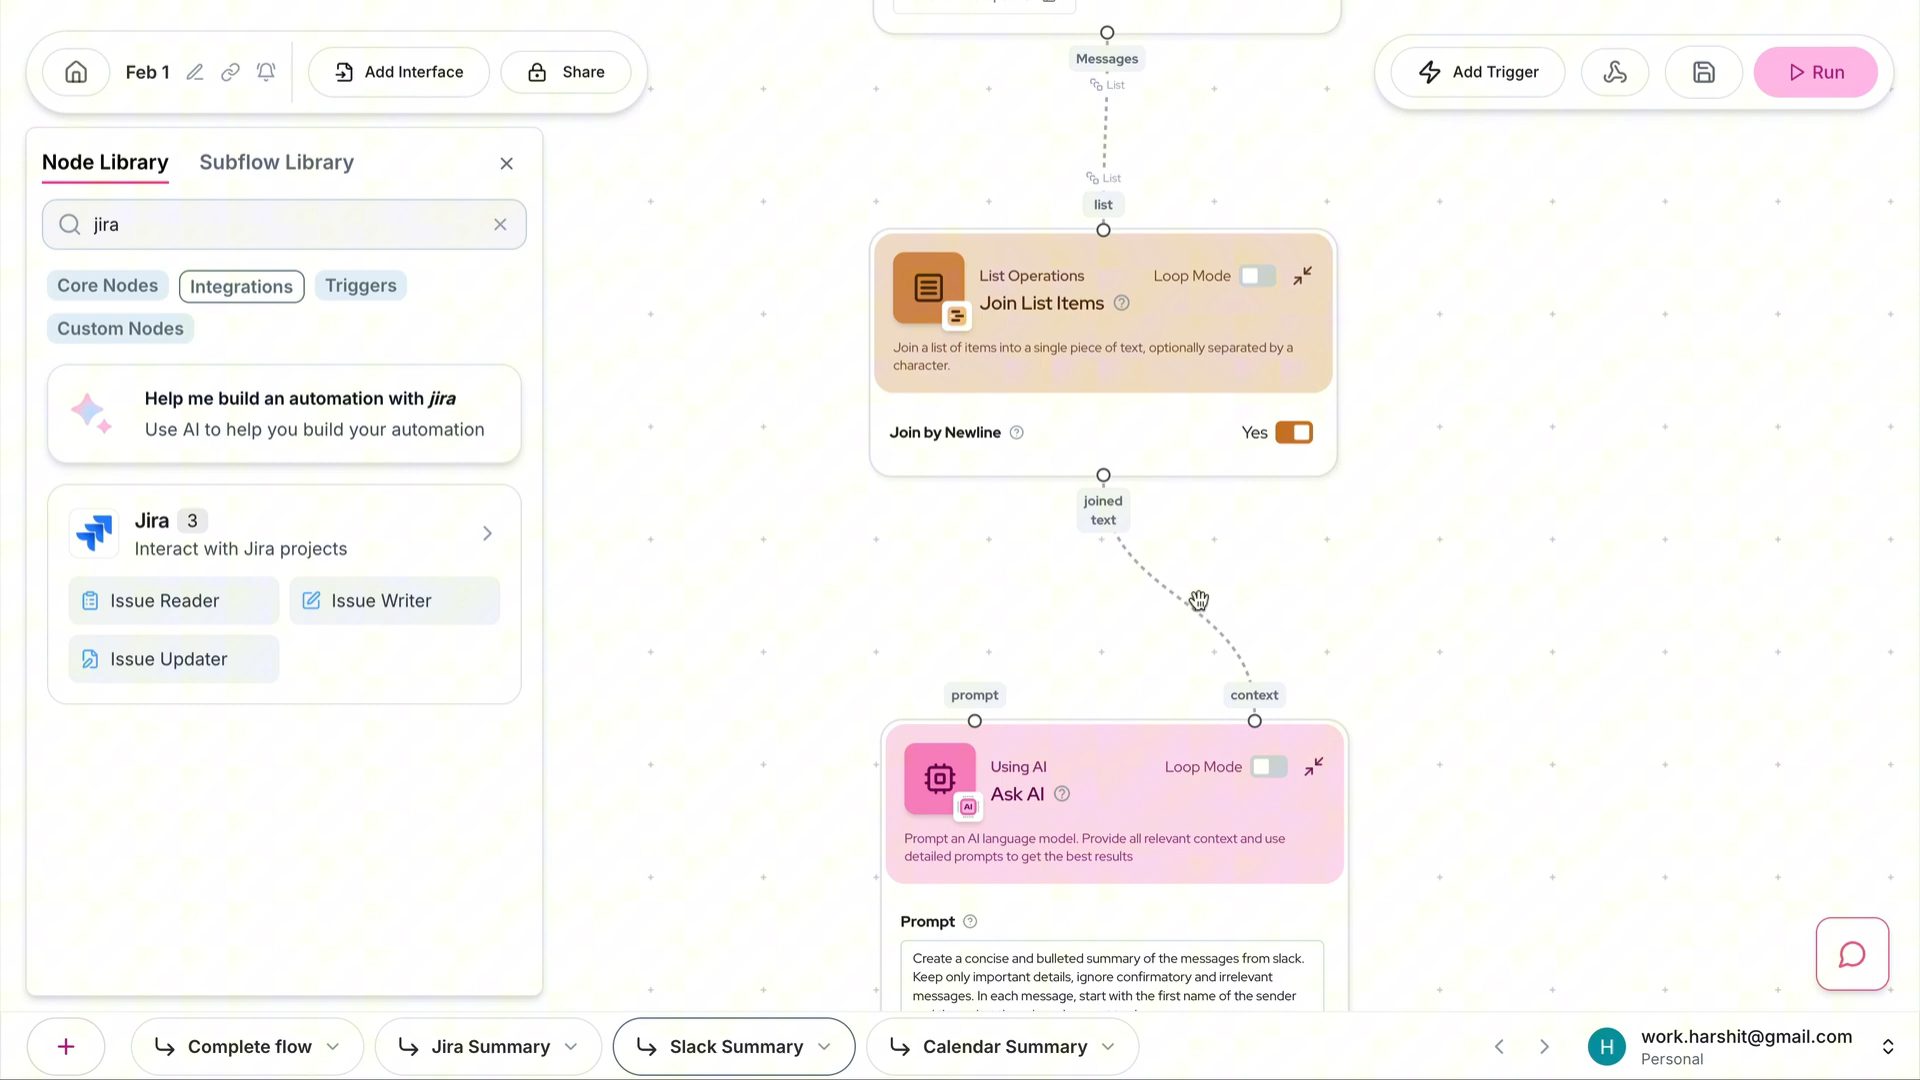 Messages
List
Feb 1
Add Interface
Share
Add Trigger
Run
Node Library
Subflow Library
jira
Core Nodes
Integrations
Triggers
Custom Nodes
Help me build an automation with jira
Use AI to help you build your automation
Jira 3
Interact with Jira projects
Issue Reader
Issue Writer
Issue Updater
List
list
List Operations
Loop Mode
Join List Items
Join a list of items into a single piece of text, optionally separated by a
character.
Join by Newline
Yes
joined
text
prompt
context
Using AI
Loop Mode
Ask AI
AI
Prompt an AI language model. Provide all relevant context and use
detailed prompts to get the best results
Prompt
Create a concise and bulleted summary of the messages from slack.
Keep only important details, ignore confirmatory and irrelevant
messages. In each message, start with the first name of the sender
Complete flow
Jira Summary
Slack Summary
Calendar Summary
H
work.harshit@gmail.com
Personal